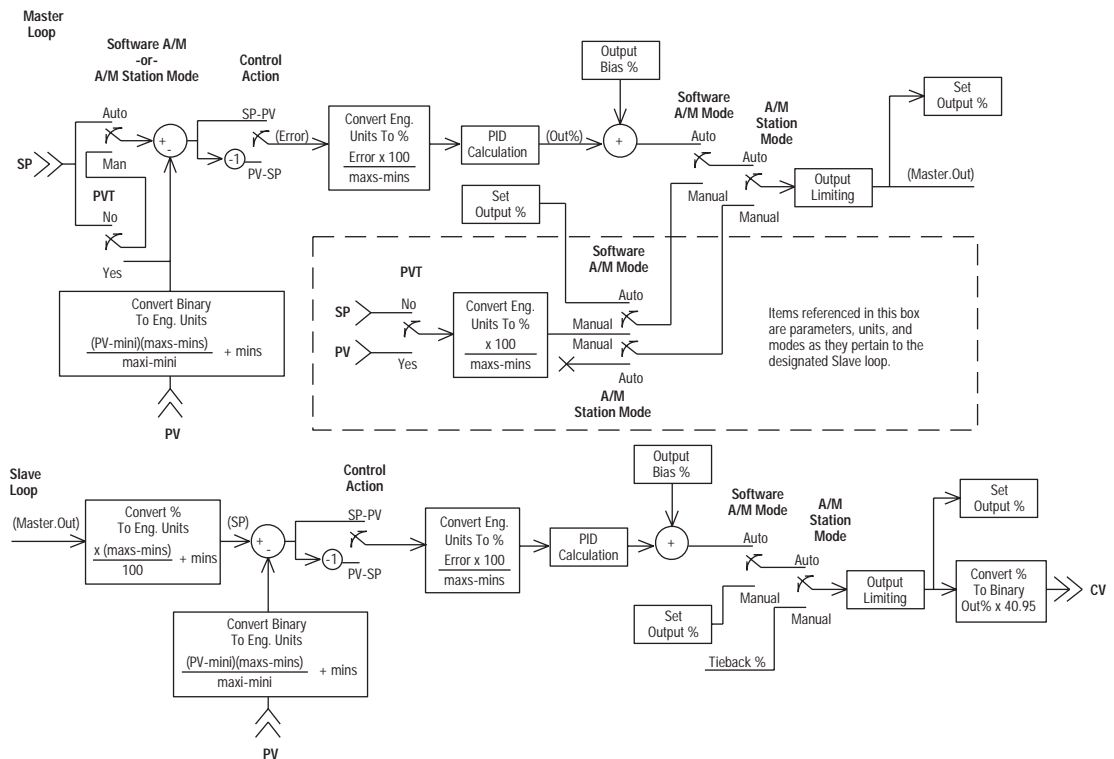 Master
Loop
Software A/M
-or-
A/M Station Mode
Control
Action
Auto
SP
Man
PVT
No
Yes
+
-
SP-PV
-1
PV-SP
(Error)
Convert Eng.
Units To %
Error x 100
maxs-mins
PID
Calculation
(Out%)
Output
Bias %
+
Software
A/M Mode
Auto
Manual
A/M
Station
Mode
Auto
Manual
Output
Limiting
Set
Output %
(Master.Out)
Set
Output %
Convert Binary
To Eng. Units
(PV-mini)(maxs-mins)
maxi-mini
+ mins
PV
PVT
SP
No
PV
Yes
Convert Eng.
Units To %
x 100
maxs-mins
Software
A/M Mode
Auto
Manual
Manual
Auto
A/M
Station Mode
Items referenced in this box
are parameters, units, and
modes as they pertain to the
designated Slave loop.
Slave
Loop
(Master.Out)
Convert %
To Eng. Units
x (maxs-mins)
100
+ mins
(SP)
+
-
Control
Action
SP-PV
-1
PV-SP
Convert Eng.
Units To %
Error x 100
maxs-mins
PID
Calculation
Output
Bias %
+
Software
A/M Mode
Auto
Manual
Set
Output %
Tieback %
A/M
Station
Mode
Auto
Manual
Output
Limiting
Set
Output %
Convert %
To Binary
Out% x 40.95
CV
Convert Binary
To Eng. Units
(PV-mini)(maxs-mins)
maxi-mini
+ mins
PV